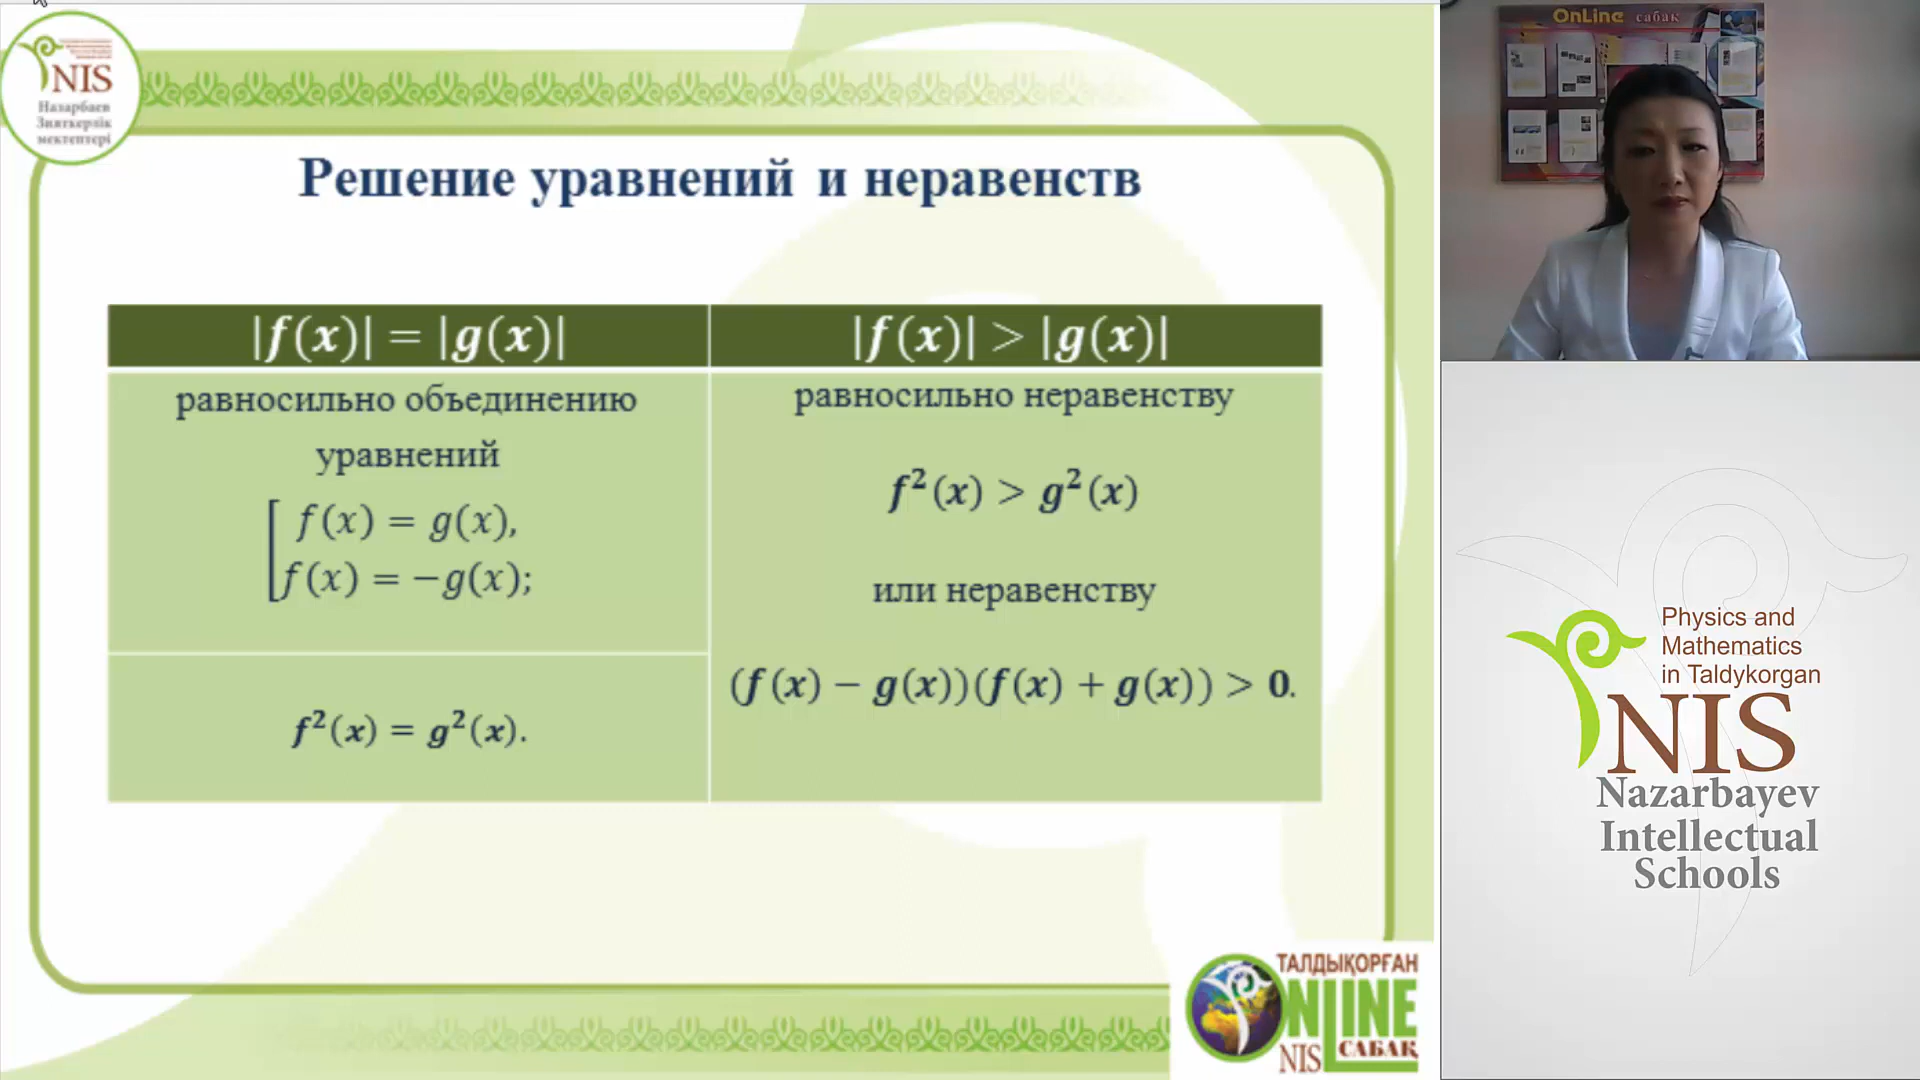 NIS
Назарбаев
Зияткерлік
мектептері
Решение уравнений и неравенств
|f(x)| = |g(x)|
|f(x)| > |g(x)|
равносильно объединению
уравнений
[ f(x) = g(x),
f(x) = −g(x);
f²(x) = g²(x).
равносильно неравенству
f²(x) > g²(x)
или неравенству
(f(x) − g(x))(f(x) + g(x)) > 0.
ТАЛДЫҚОРҒАН
ONLINE
NIS САБАҚ
OnLine сабақ
Physics and
Mathematics
in Taldykorgan
NIS
Nazarbayev
Intellectual
Schools